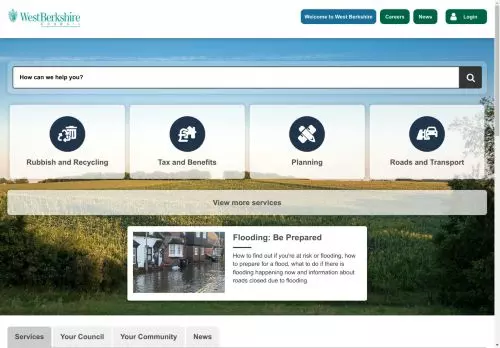 West Berkshire
COUNCIL
Welcome to West Berkshire
Careers
News
Login
How can we help you?
Rubbish and Recycling
Tax and Benefits
Planning
Roads and Transport
View more services
Flooding: Be Prepared
How to find out if you're at risk or flooding, how
to prepare for a flood, what to do if there is
flooding happening now and information about
roads closed due to flooding.
Services
Your Council
Your Community
News